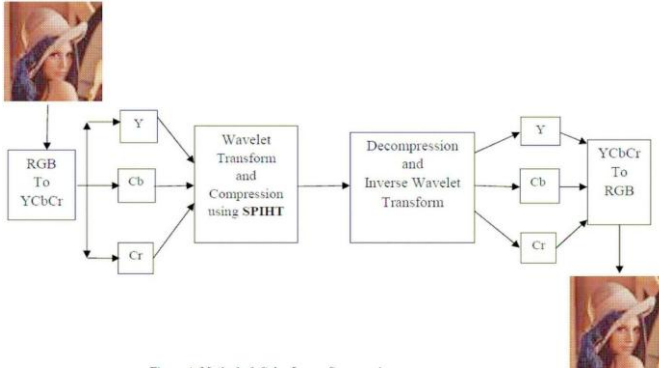 RGB
To
YCbCr
Y
Cb
Cr
Wavelet
Transform
and
Compression
using SPIHT
Decompression
and
Inverse Wavelet
Transform
Y
Cb
Cr
YCbCr
To
RGB